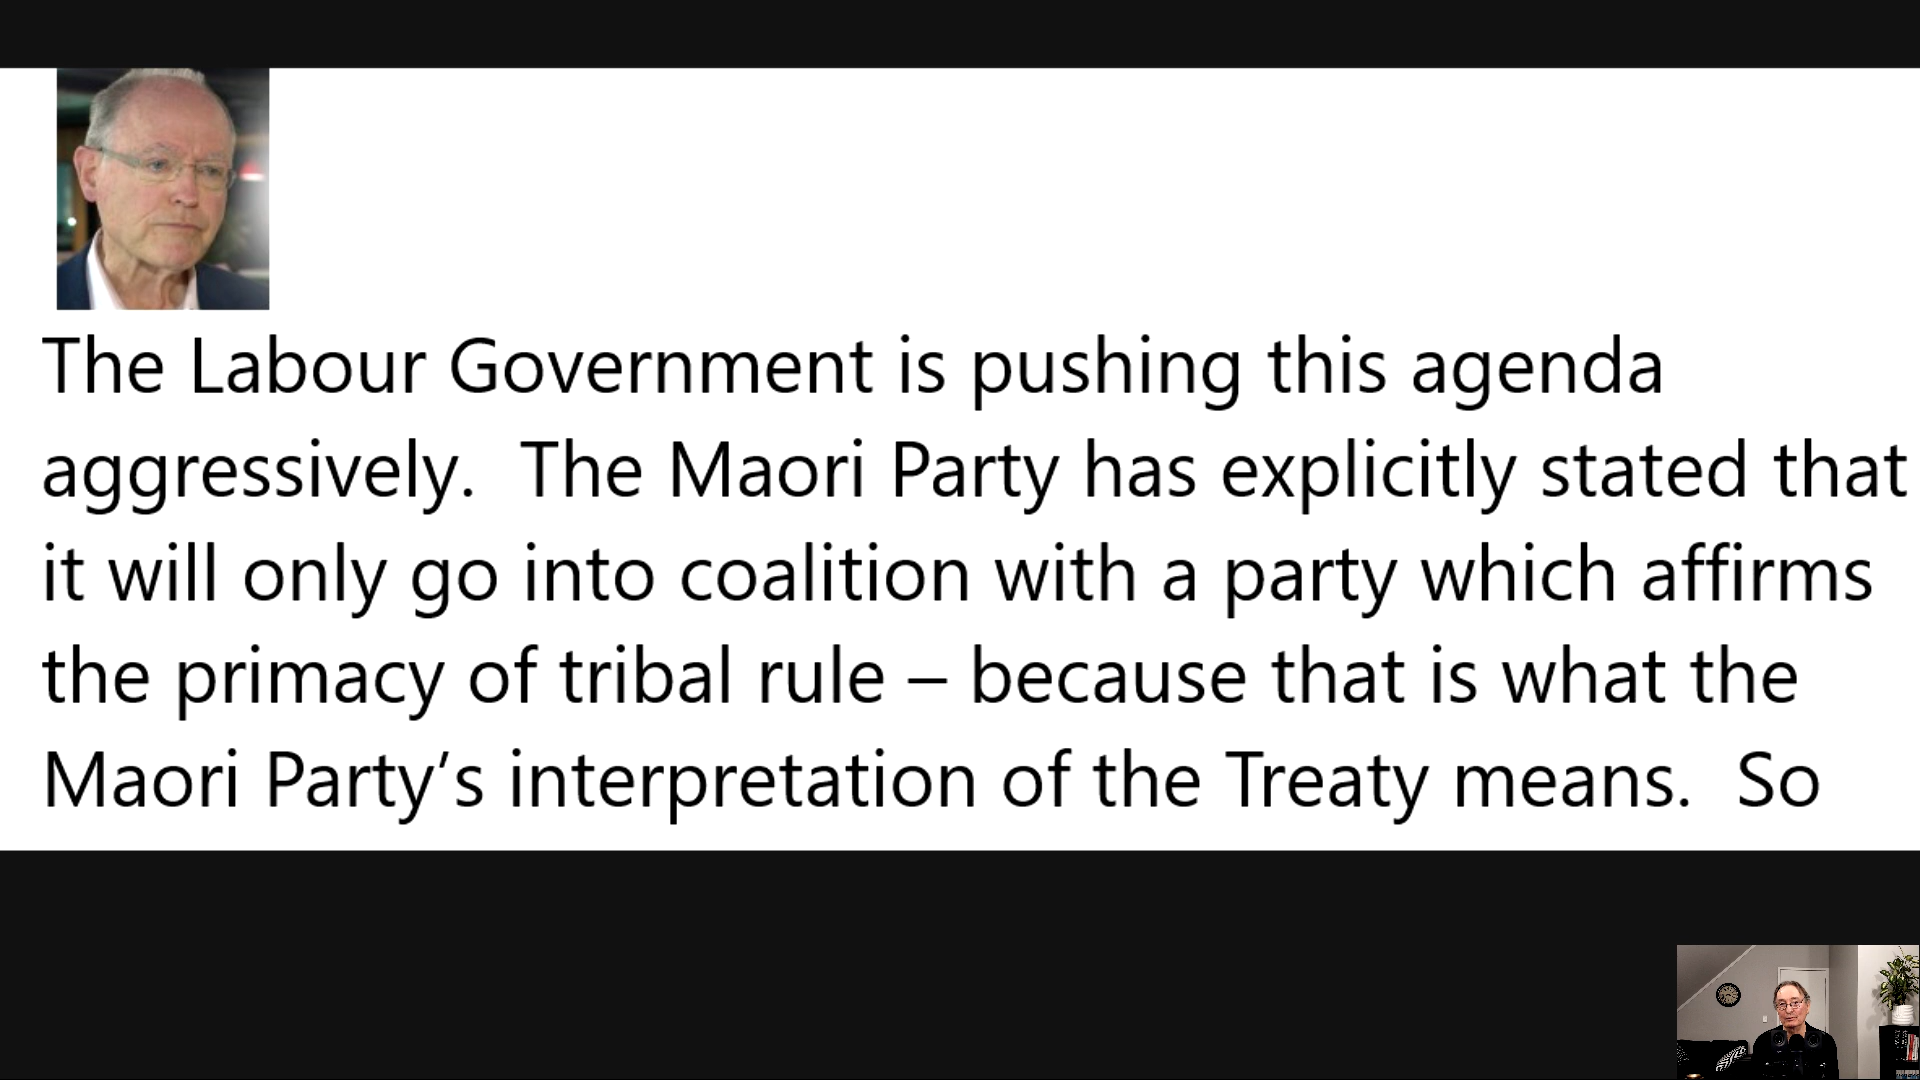 The Labour Government is pushing this agenda
aggressively.  The Maori Party has explicitly stated that
it will only go into coalition with a party which affirms
the primacy of tribal rule – because that is what the
Maori Party’s interpretation of the Treaty means.  So